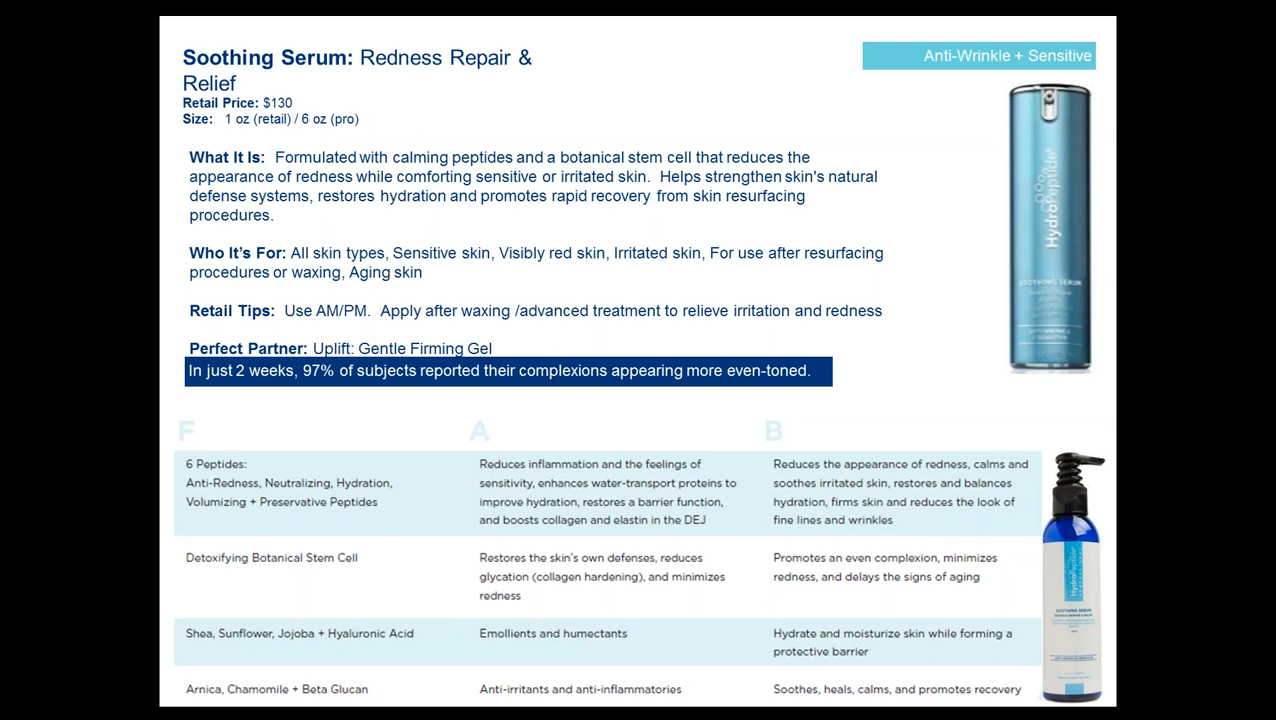 Soothing Serum: Redness Repair &
Relief
Retail Price: $130
Size: 1 oz (retail) / 6 oz (pro)
Anti-Wrinkle + Sensitive
What It Is: Formulated with calming peptides and a botanical stem cell that reduces the
appearance of redness while comforting sensitive or irritated skin. Helps strengthen skin's natural
defense systems, restores hydration and promotes rapid recovery from skin resurfacing
procedures.
Who It's For: All skin types, Sensitive skin, Visibly red skin, Irritated skin, For use after resurfacing
procedures or waxing, Aging skin
Retail Tips: Use AM/PM. Apply after waxing /advanced treatment to relieve irritation and redness
Perfect Partner: Uplift: Gentle Firming Gel
In just 2 weeks, 97% of subjects reported their complexions appearing more even-toned.
HydroPeptide
SOOTHING SERUM
F
A
B
6 Peptides:
Anti-Redness, Neutralizing, Hydration,
Volumizing + Preservative Peptides
Reduces inflammation and the feelings of
sensitivity, enhances water-transport proteins to
improve hydration, restores a barrier function,
and boosts collagen and elastin in the DEJ
Reduces the appearance of redness, calms and
soothes irritated skin, restores and balances
hydration, firms skin and reduces the look of
fine lines and wrinkles
Detoxifying Botanical Stem Cell
Restores the skin's own defenses, reduces
glycation (collagen hardening), and minimizes
redness
Promotes an even complexion, minimizes
redness, and delays the signs of aging
Shea, Sunflower, Jojoba + Hyaluronic Acid
Emollients and humectants
Hydrate and moisturize skin while forming a
protective barrier
Arnica, Chamomile + Beta Glucan
Anti-irritants and anti-inflammatories
Soothes, heals, calms, and promotes recovery
HydroPeptide
SOOTHING SERUM